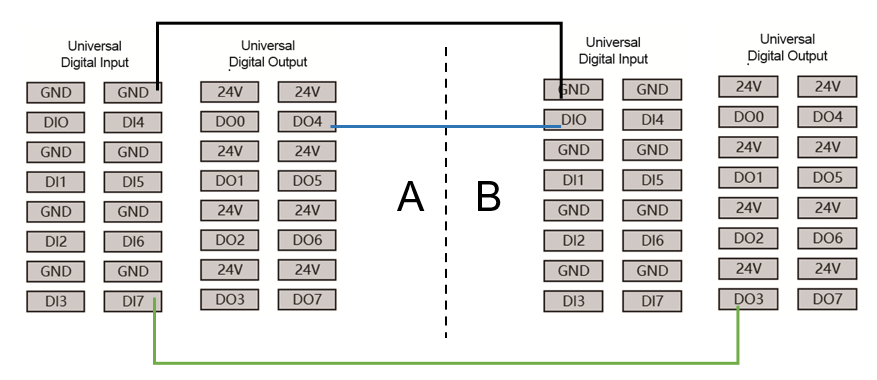 Universal
Digital Input
Universal
Digital Output
GND GND 24V 24V
DIO DI4 DO0 DO4
GND GND 24V 24V
DI1 DI5 DO1 DO5
GND GND 24V 24V
DI2 DI6 DO2 DO6
GND GND 24V 24V
DI3 DI7 DO3 DO7
A B
Universal
Digital Input
Universal
Digital Output
GND GND 24V 24V
DIO DI4 DO0 DO4
GND GND 24V 24V
DI1 DI5 DO1 DO5
GND GND 24V 24V
DI2 DI6 DO2 DO6
GND GND 24V 24V
DI3 DI7 DO3 DO7